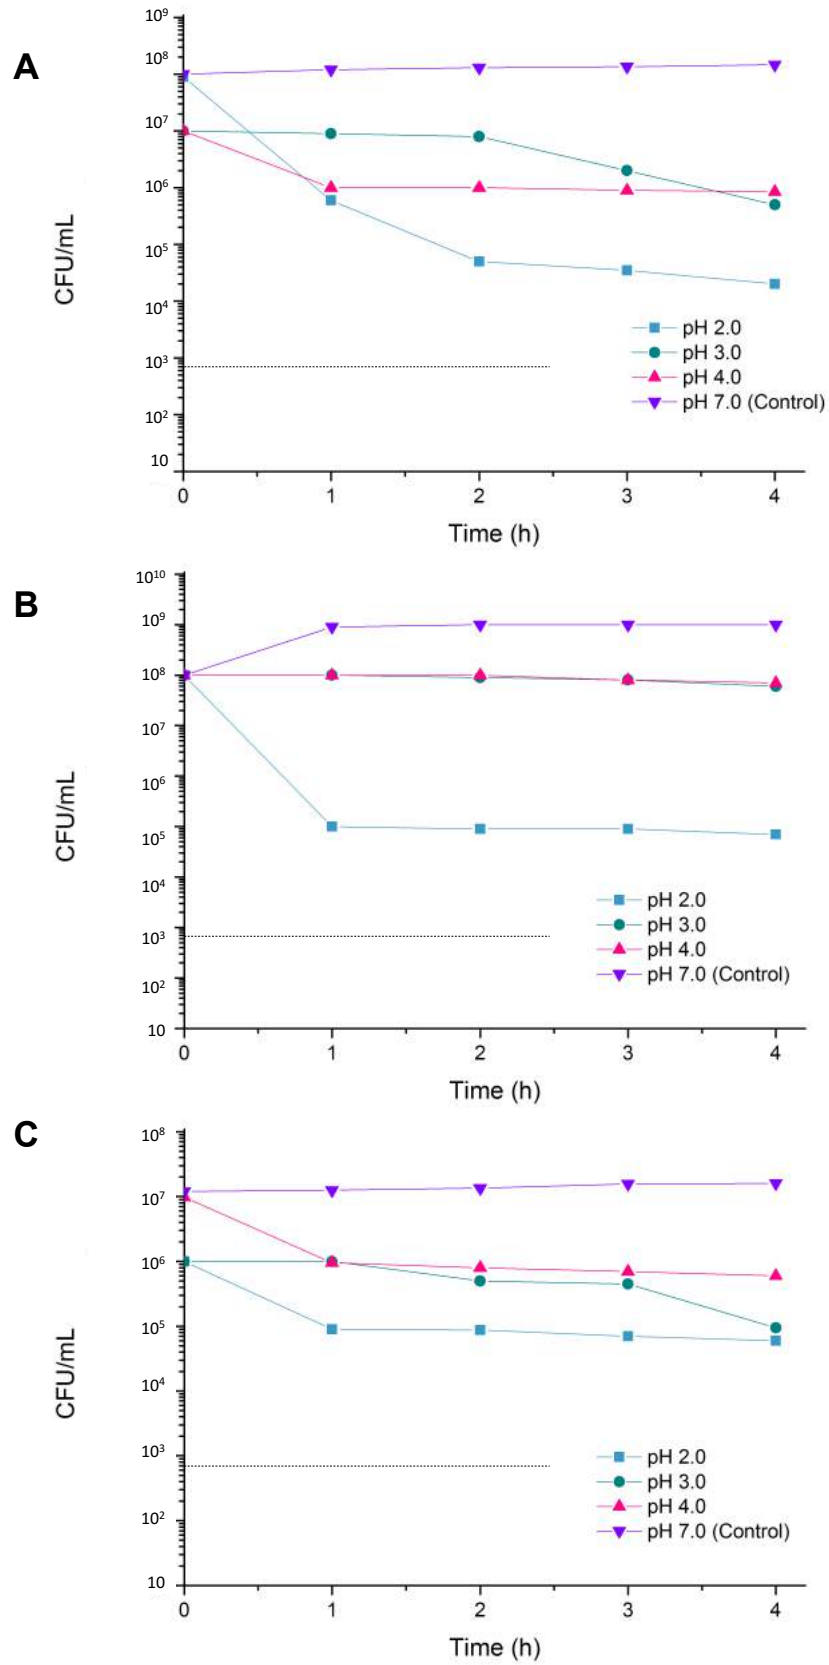 A
10⁹
10⁸
10⁷
10⁶
10⁵
10⁴
10³
10²
10
CFU/mL
pH 2.0
pH 3.0
pH 4.0
pH 7.0 (Control)
0 1 2 3 4
Time (h)
B
10¹⁰
10⁹
10⁸
10⁷
10⁶
10⁵
10⁴
10³
10²
10
CFU/mL
pH 2.0
pH 3.0
pH 4.0
pH 7.0 (Control)
0 1 2 3 4
Time (h)
C
10⁸
10⁷
10⁶
10⁵
10⁴
10³
10²
10
CFU/mL
pH 2.0
pH 3.0
pH 4.0
pH 7.0 (Control)
0 1 2 3 4
Time (h)